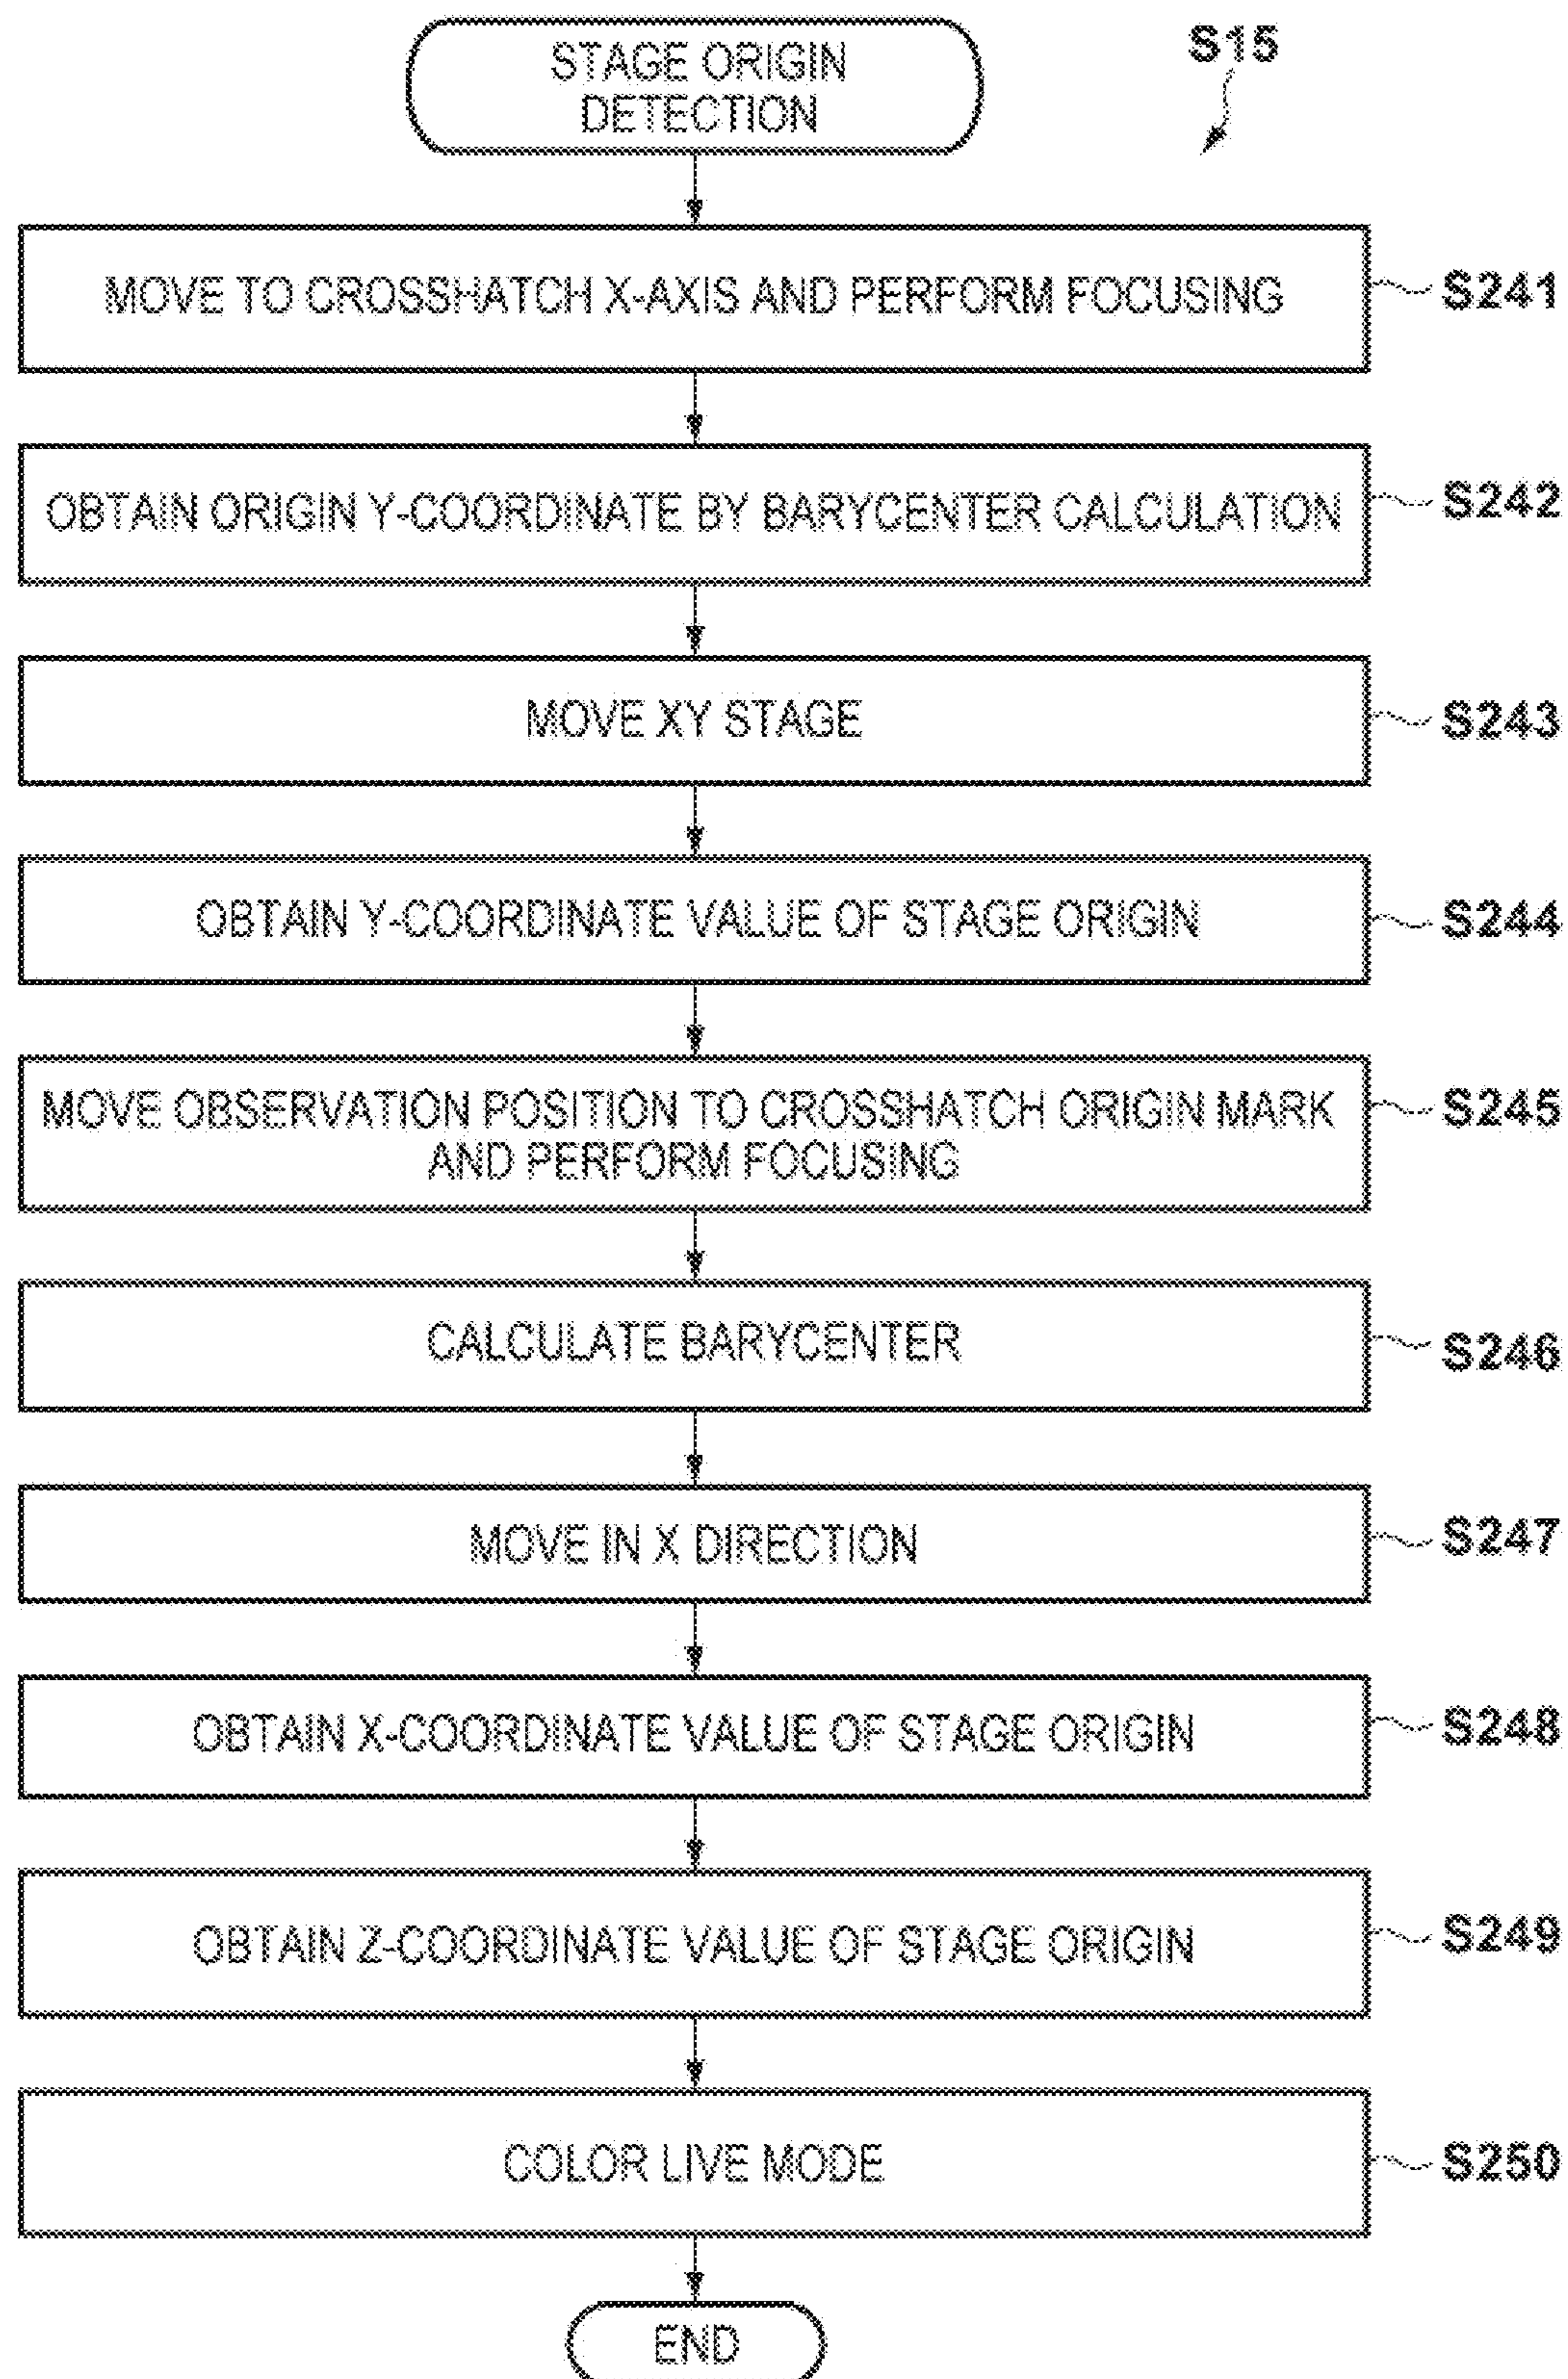 STAGE ORIGIN
DETECTION
S15
MOVE TO CROSSHATCH X-AXIS AND PERFORM FOCUSING
S241
OBTAIN ORIGIN Y-COORDINATE BY BARYCENTER CALCULATION
S242
MOVE XY STAGE
S243
OBTAIN Y-COORDINATE VALUE OF STAGE ORIGIN
S244
MOVE OBSERVATION POSITION TO CROSSHATCH ORIGIN MARK
AND PERFORM FOCUSING
S245
CALCULATE BARYCENTER
S246
MOVE IN X DIRECTION
S247
OBTAIN X-COORDINATE VALUE OF STAGE ORIGIN
S248
OBTAIN Z-COORDINATE VALUE OF STAGE ORIGIN
S249
COLOR LIVE MODE
S250
END